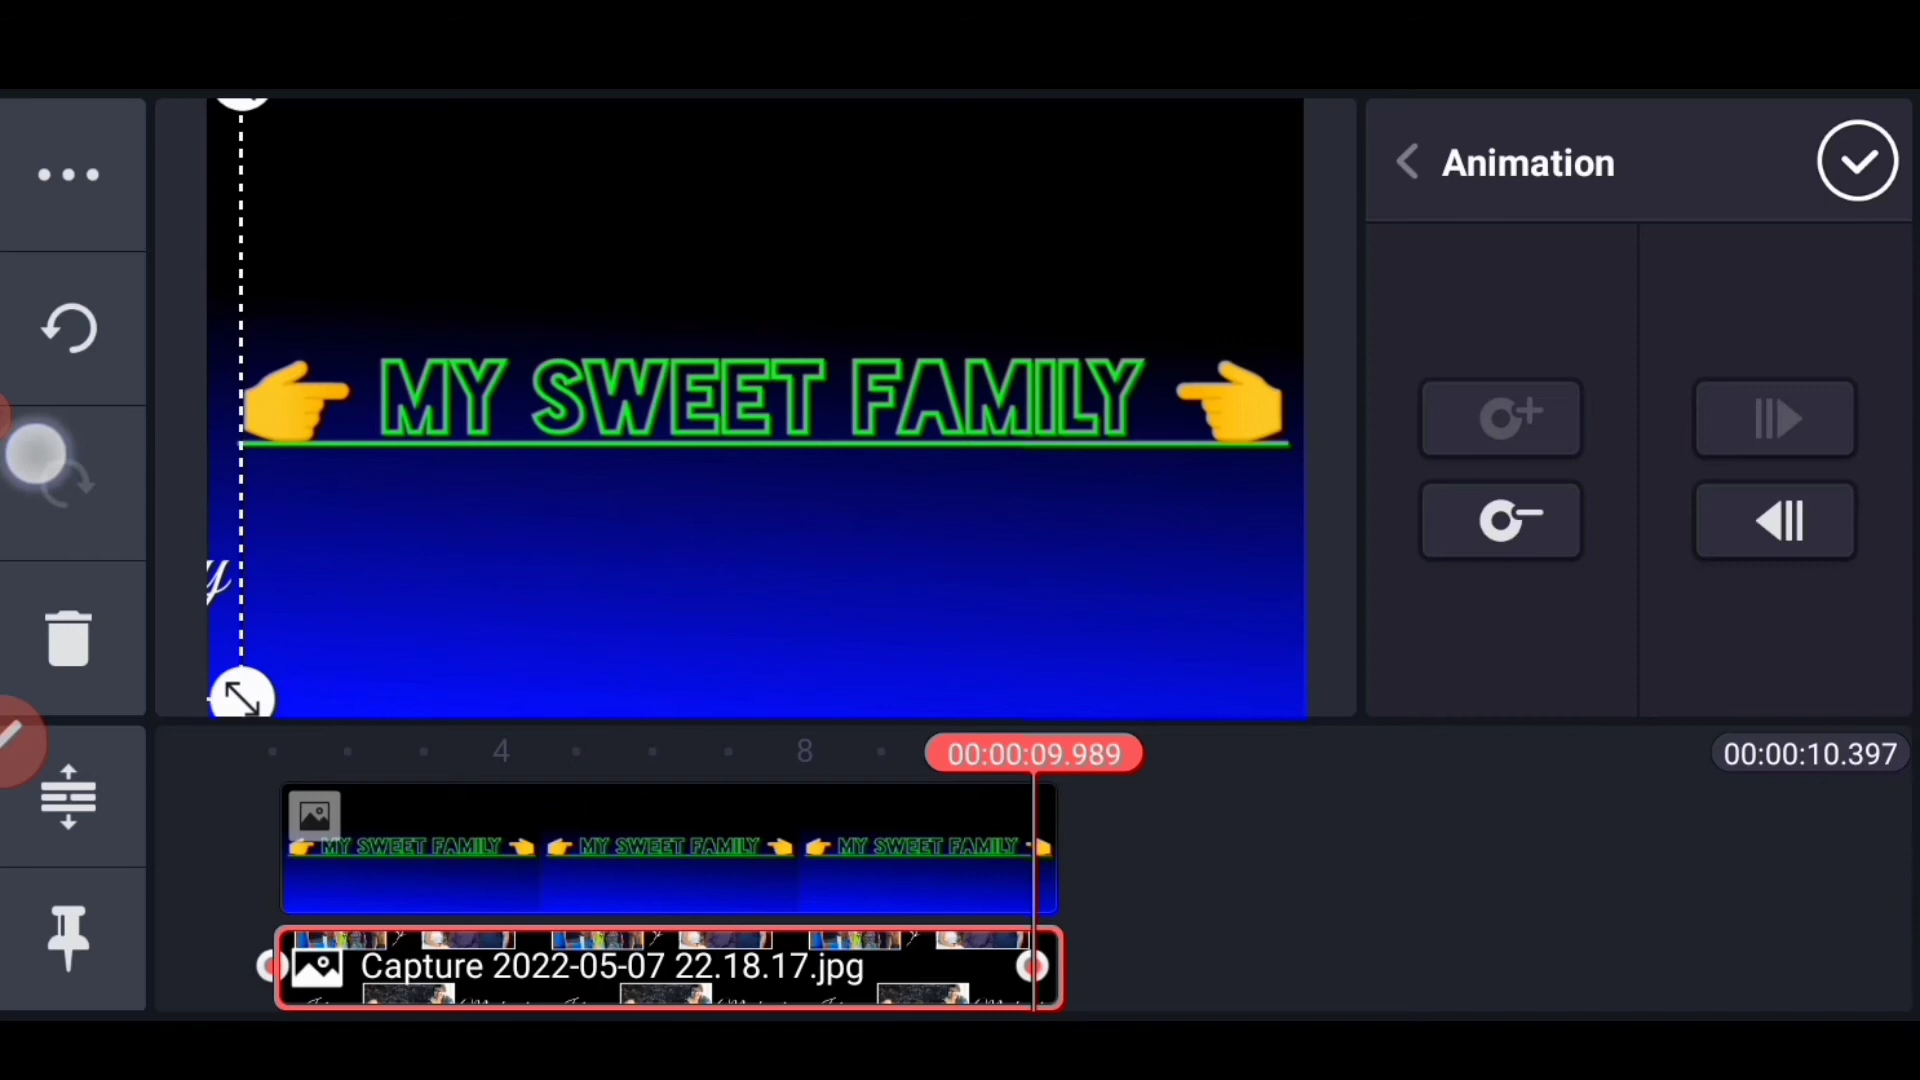 Animation
👉 MY SWEET FAMILY 👈
y
4
8
00:00:09.989
00:00:10.397
MY SWEET FAMILY
MY SWEET FAMILY
MY SWEET FAMILY
Capture 2022-05-07 22.18.17.jpg